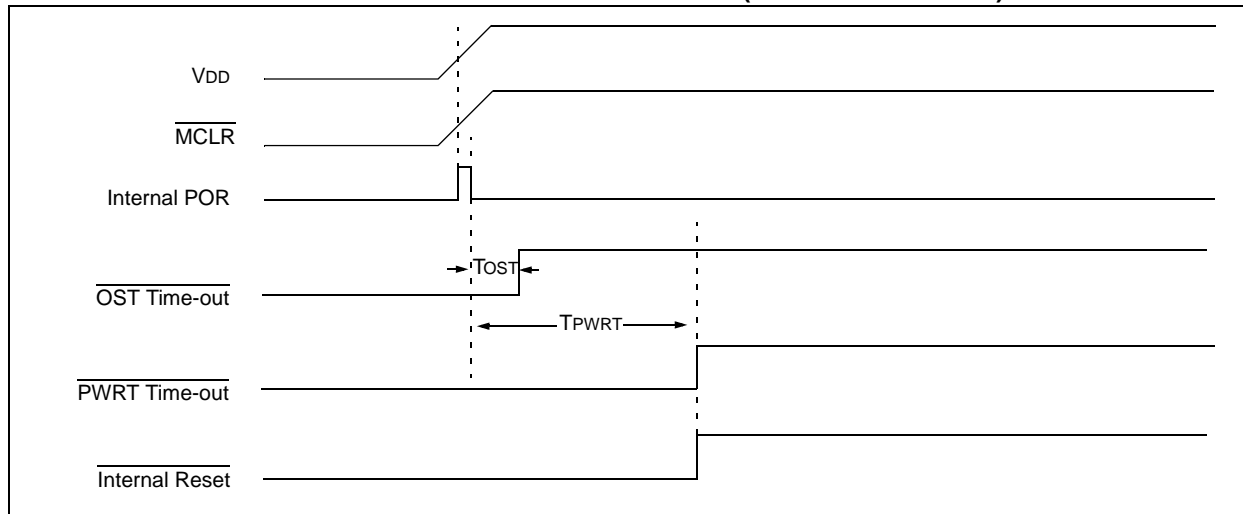 VDD
MCLR
Internal POR
TOST
OST Time-out
TPWRT
PWRT Time-out
Internal Reset